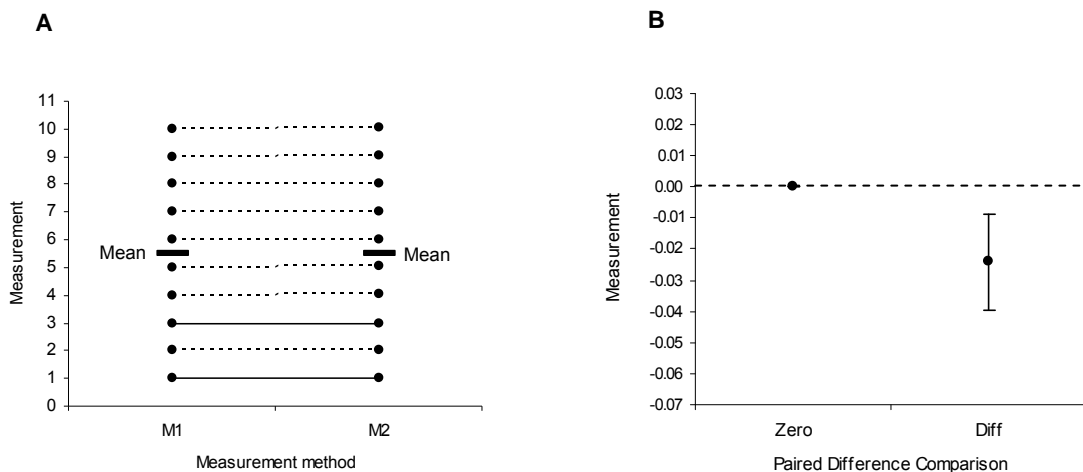 A
11
10
9
8
7
6
5
4
3
2
1
0
Measurement
Mean
Mean
M1
M2
Measurement method
B
0.03
0.02
0.01
0.00
-0.01
-0.02
-0.03
-0.04
-0.05
-0.06
-0.07
Measurement
Zero
Diff
Paired Difference Comparison